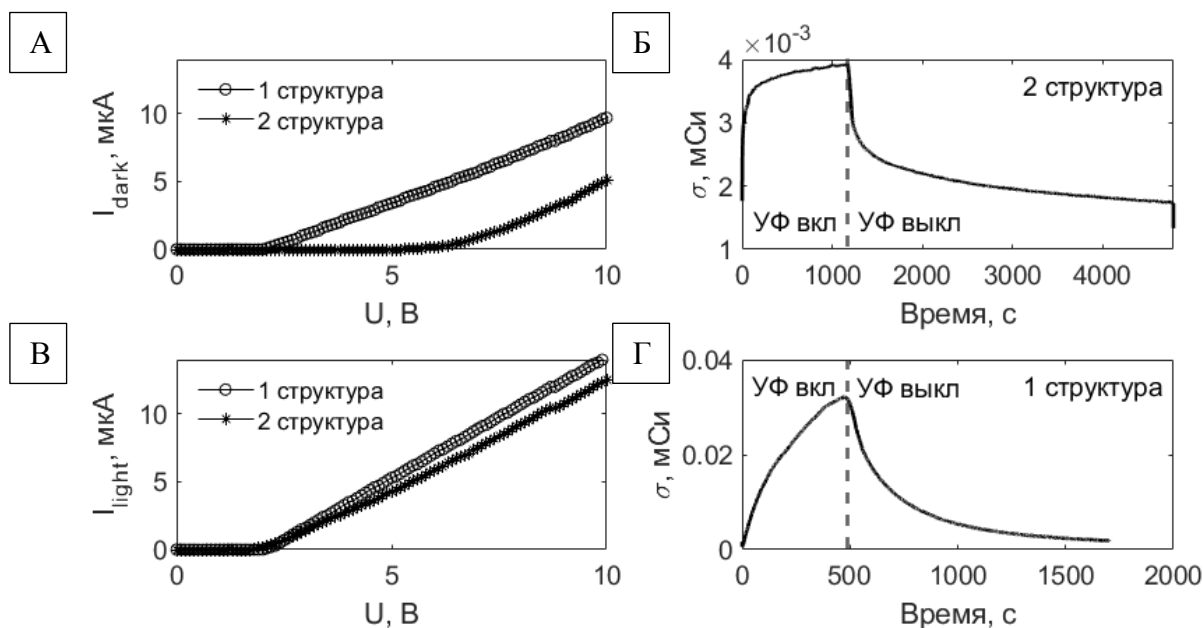 А
I_dark, мкА
10
5
0
1 структура
2 структура
0
5
10
U, В
Б
×10⁻³
σ, мСи
4
3
2
1
2 структура
УФ вкл
УФ выкл
0
1000
2000
3000
4000
Время, с
В
I_light, мкА
10
5
0
1 структура
2 структура
0
5
10
U, В
Г
σ, мСи
0.04
0.02
0
УФ вкл
УФ выкл
1 структура
0
500
1000
1500
2000
Время, с